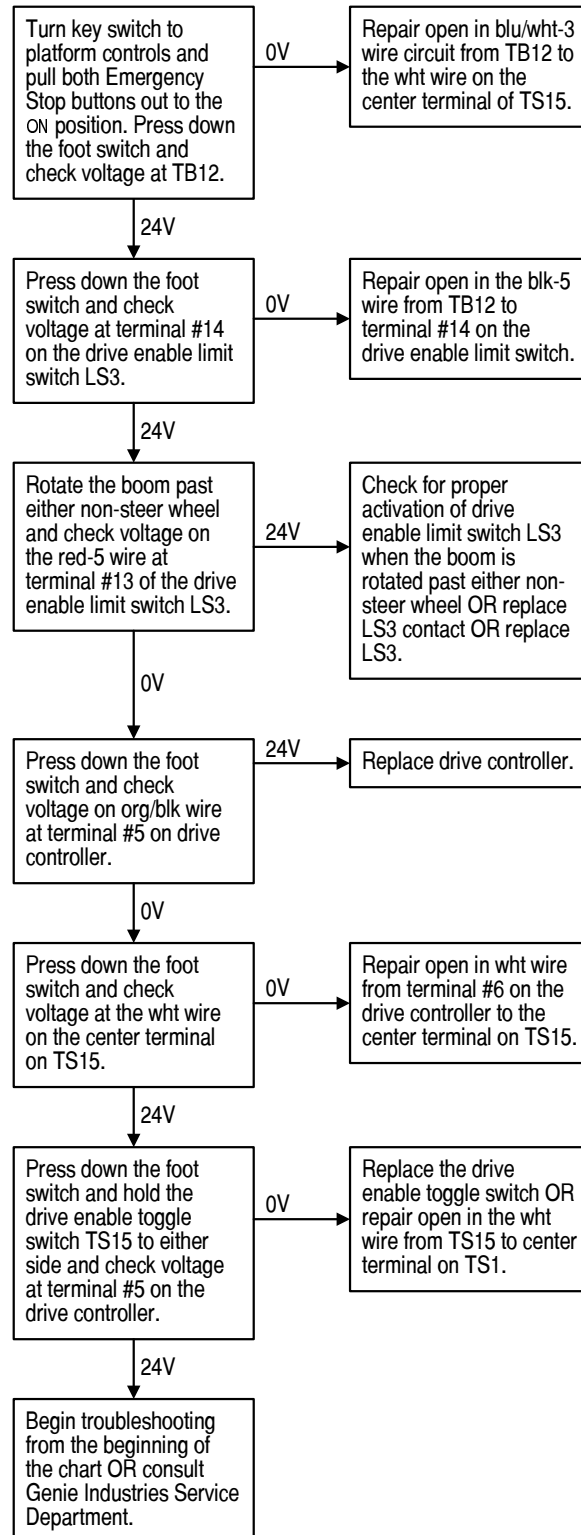 Turn key switch to
platform controls and
pull both Emergency
Stop buttons out to the
ON position. Press down
the foot switch and
check voltage at TB12.
0V
Repair open in blu/wht-3
wire circuit from TB12 to
the wht wire on the
center terminal of TS15.
24V
Press down the foot
switch and check
voltage at terminal #14
on the drive enable limit
switch LS3.
0V
Repair open in the blk-5
wire from TB12 to
terminal #14 on the
drive enable limit switch.
24V
Rotate the boom past
either non-steer wheel
and check voltage on
the red-5 wire at
terminal #13 of the drive
enable limit switch LS3.
24V
Check for proper
activation of drive
enable limit switch LS3
when the boom is
rotated past either non-
steer wheel OR replace
LS3 contact OR replace
LS3.
0V
Press down the foot
switch and check
voltage on org/blk wire
at terminal #5 on drive
controller.
24V
Replace drive controller.
0V
Press down the foot
switch and check
voltage at the wht wire
on the center terminal
on TS15.
0V
Repair open in wht wire
from terminal #6 on the
drive controller to the
center terminal on TS15.
24V
Press down the foot
switch and hold the
drive enable toggle
switch TS15 to either
side and check voltage
at terminal #5 on the
drive controller.
0V
Replace the drive
enable toggle switch OR
repair open in the wht
wire from TS15 to center
terminal on TS1.
24V
Begin troubleshooting
from the beginning of
the chart OR consult
Genie Industries Service
Department.